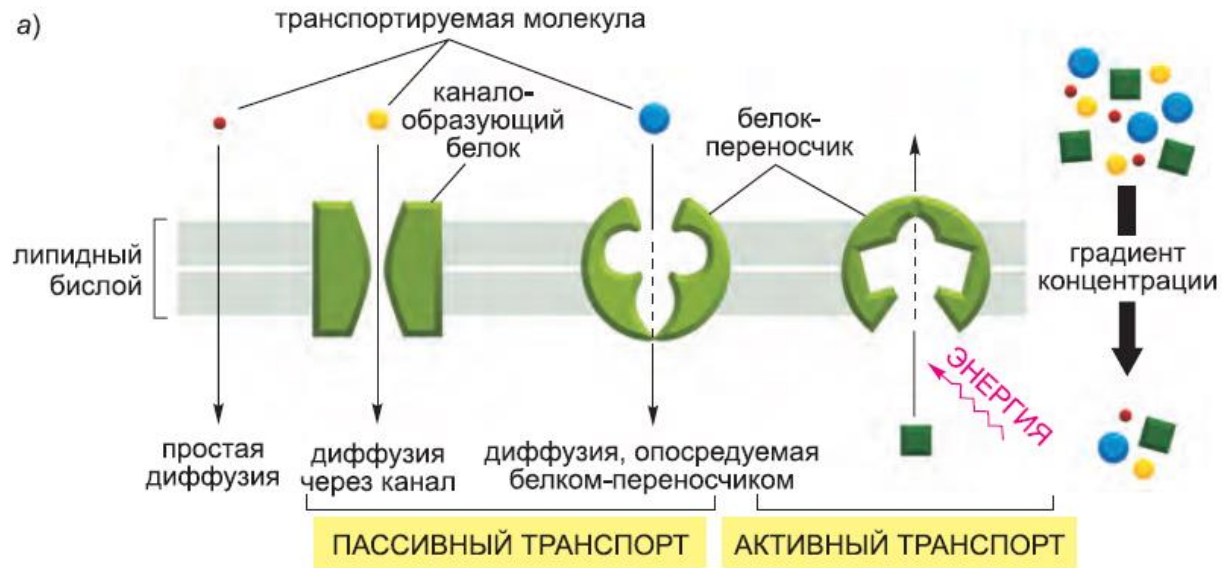 а)
транспортируемая молекула
канало-
образующий
белок
белок-
переносчик
липидный
бислой
градиент
концентрации
ЭНЕРГИЯ
простая
диффузия
диффузия
через канал
диффузия, опосредуемая
белком-переносчиком
ПАССИВНЫЙ ТРАНСПОРТ
АКТИВНЫЙ ТРАНСПОРТ